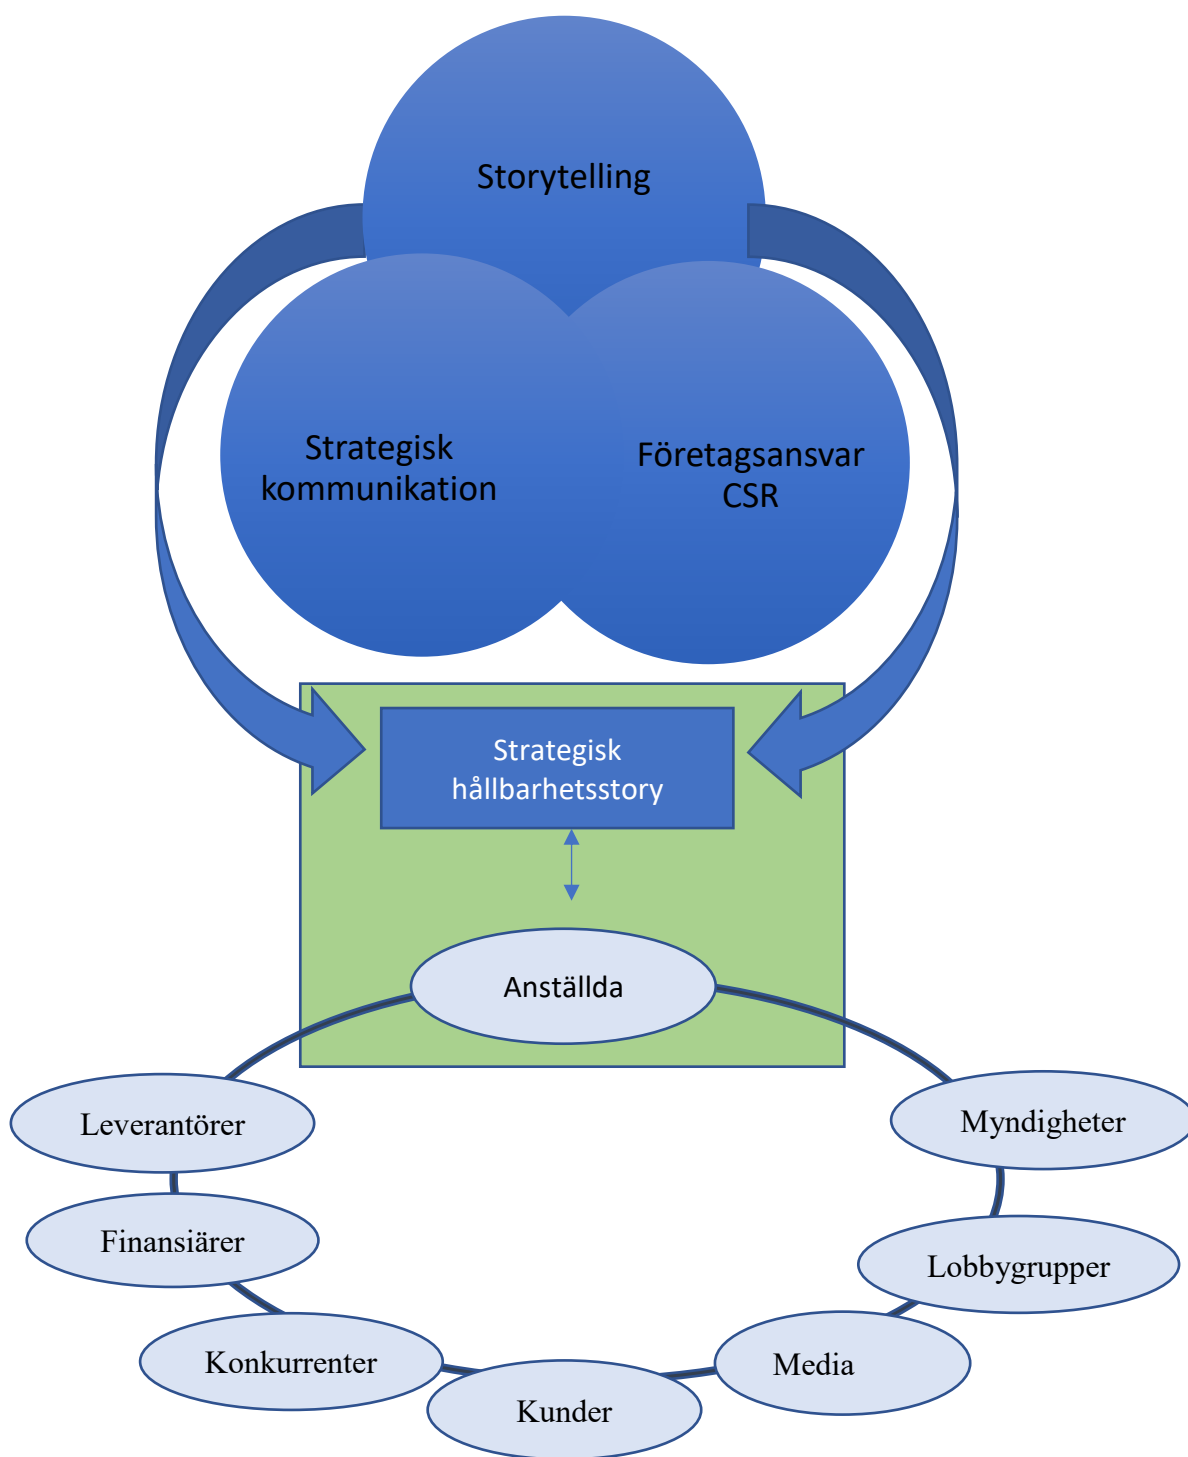 Storytelling
Strategisk
kommunikation
Företagsansvar
CSR
Strategisk
hållbarhetsstory
Anställda
Leverantörer
Myndigheter
Finansiärer
Lobbygrupper
Konkurrenter
Media
Kunder